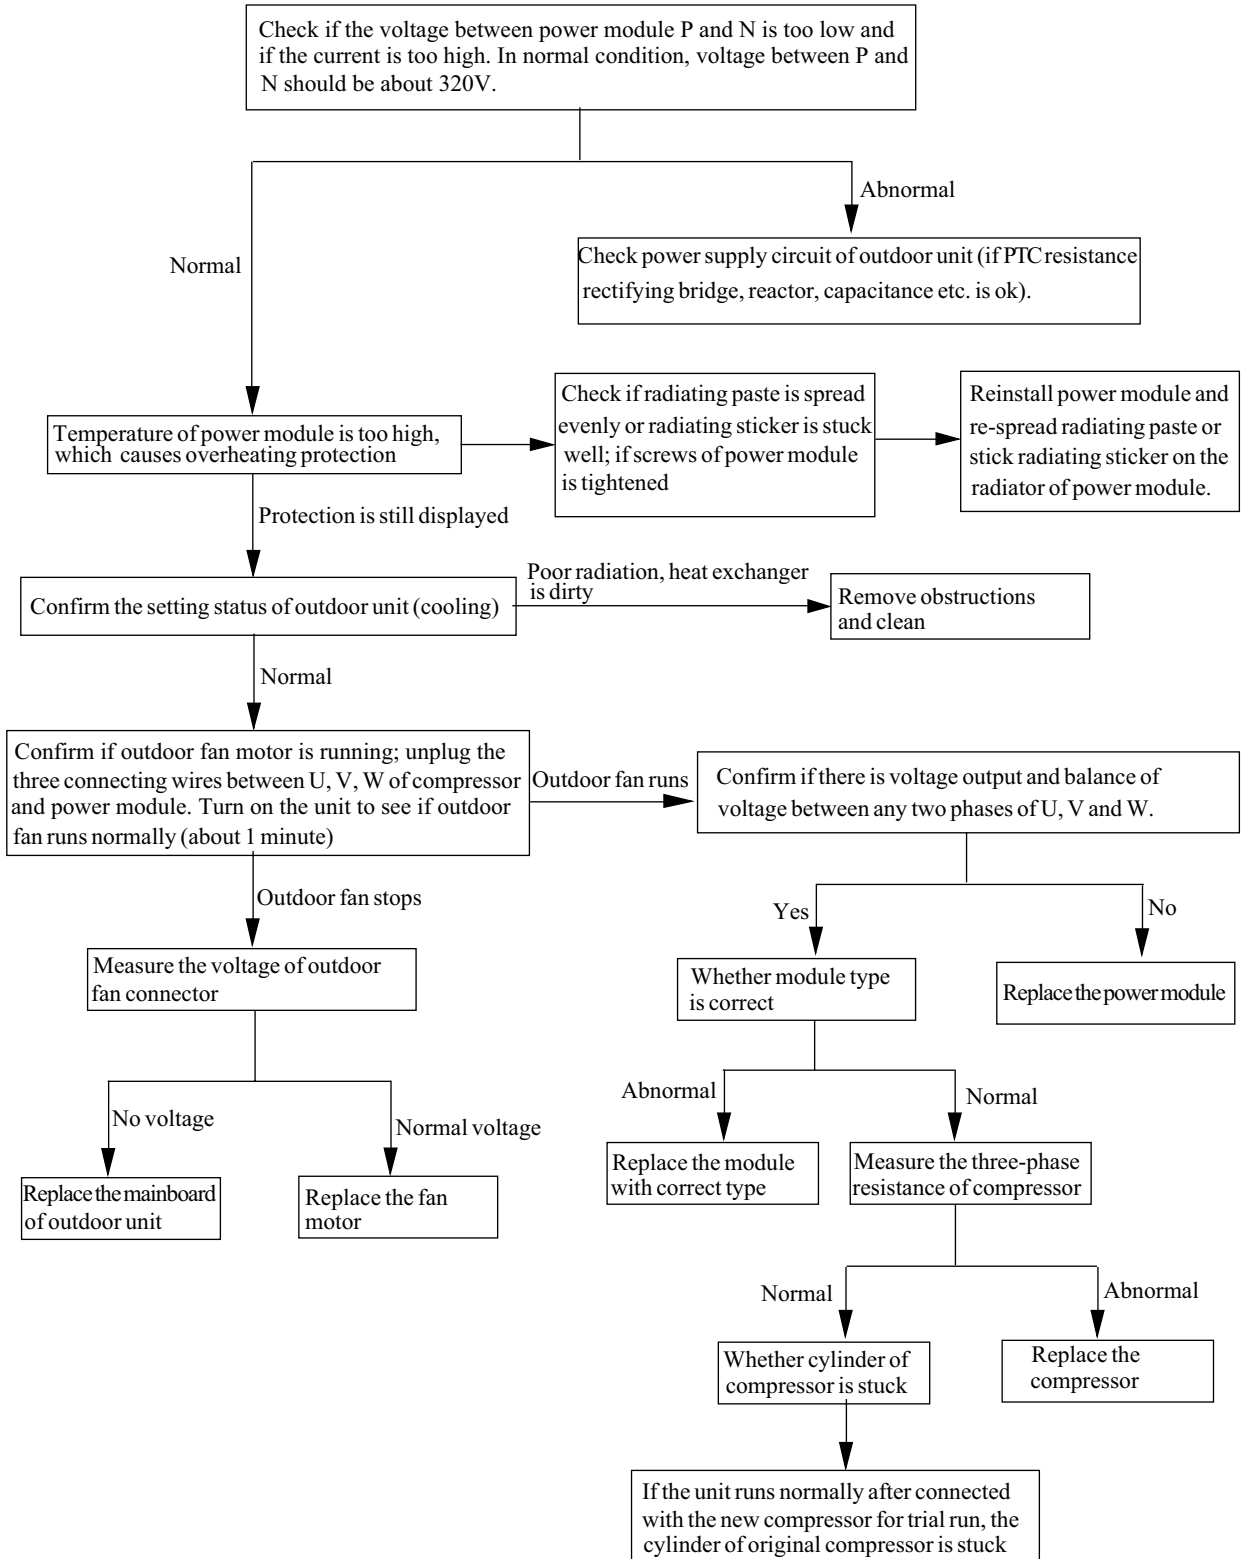 Check if the voltage between power module P and N is too low and
if the current is too high. In normal condition, voltage between P and
N should be about 320V.
Abnormal
Normal
Check power supply circuit of outdoor unit (if PTC resistance
rectifying bridge, reactor, capacitance etc. is ok).
Temperature of power module is too high,
which causes overheating protection
Check if radiating paste is spread
evenly or radiating sticker is stuck
well; if screws of power module
is tightened
Reinstall power module and
re-spread radiating paste or
stick radiating sticker on the
radiator of power module.
Protection is still displayed
Confirm the setting status of outdoor unit (cooling)
Poor radiation, heat exchanger
is dirty
Remove obstructions
and clean
Normal
Confirm if outdoor fan motor is running; unplug the
three connecting wires between U, V, W of compressor
and power module. Turn on the unit to see if outdoor
fan runs normally (about 1 minute)
Outdoor fan runs
Confirm if there is voltage output and balance of
voltage between any two phases of U, V and W.
Outdoor fan stops
Yes
No
Measure the voltage of outdoor
fan connector
Whether module type
is correct
Replace the power module
No voltage
Normal voltage
Abnormal
Normal
Replace the mainboard
of outdoor unit
Replace the fan
motor
Replace the module
with correct type
Measure the three-phase
resistance of compressor
Normal
Abnormal
Whether cylinder of
compressor is stuck
Replace the
compressor
If the unit runs normally after connected
with the new compressor for trial run, the
cylinder of original compressor is stuck